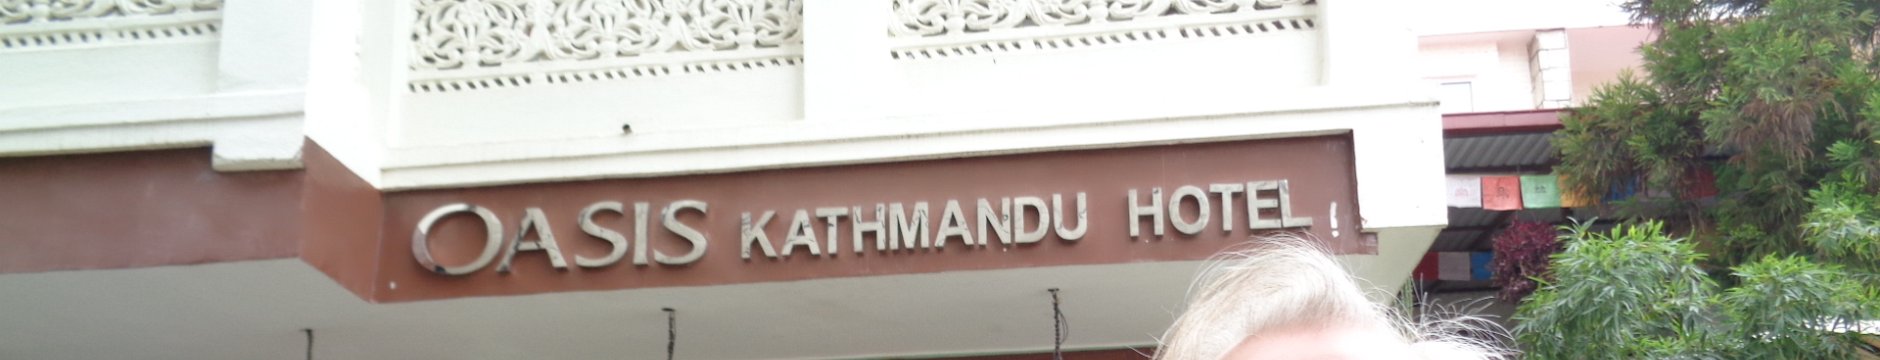 OASIS KATHMANDU HOTEL